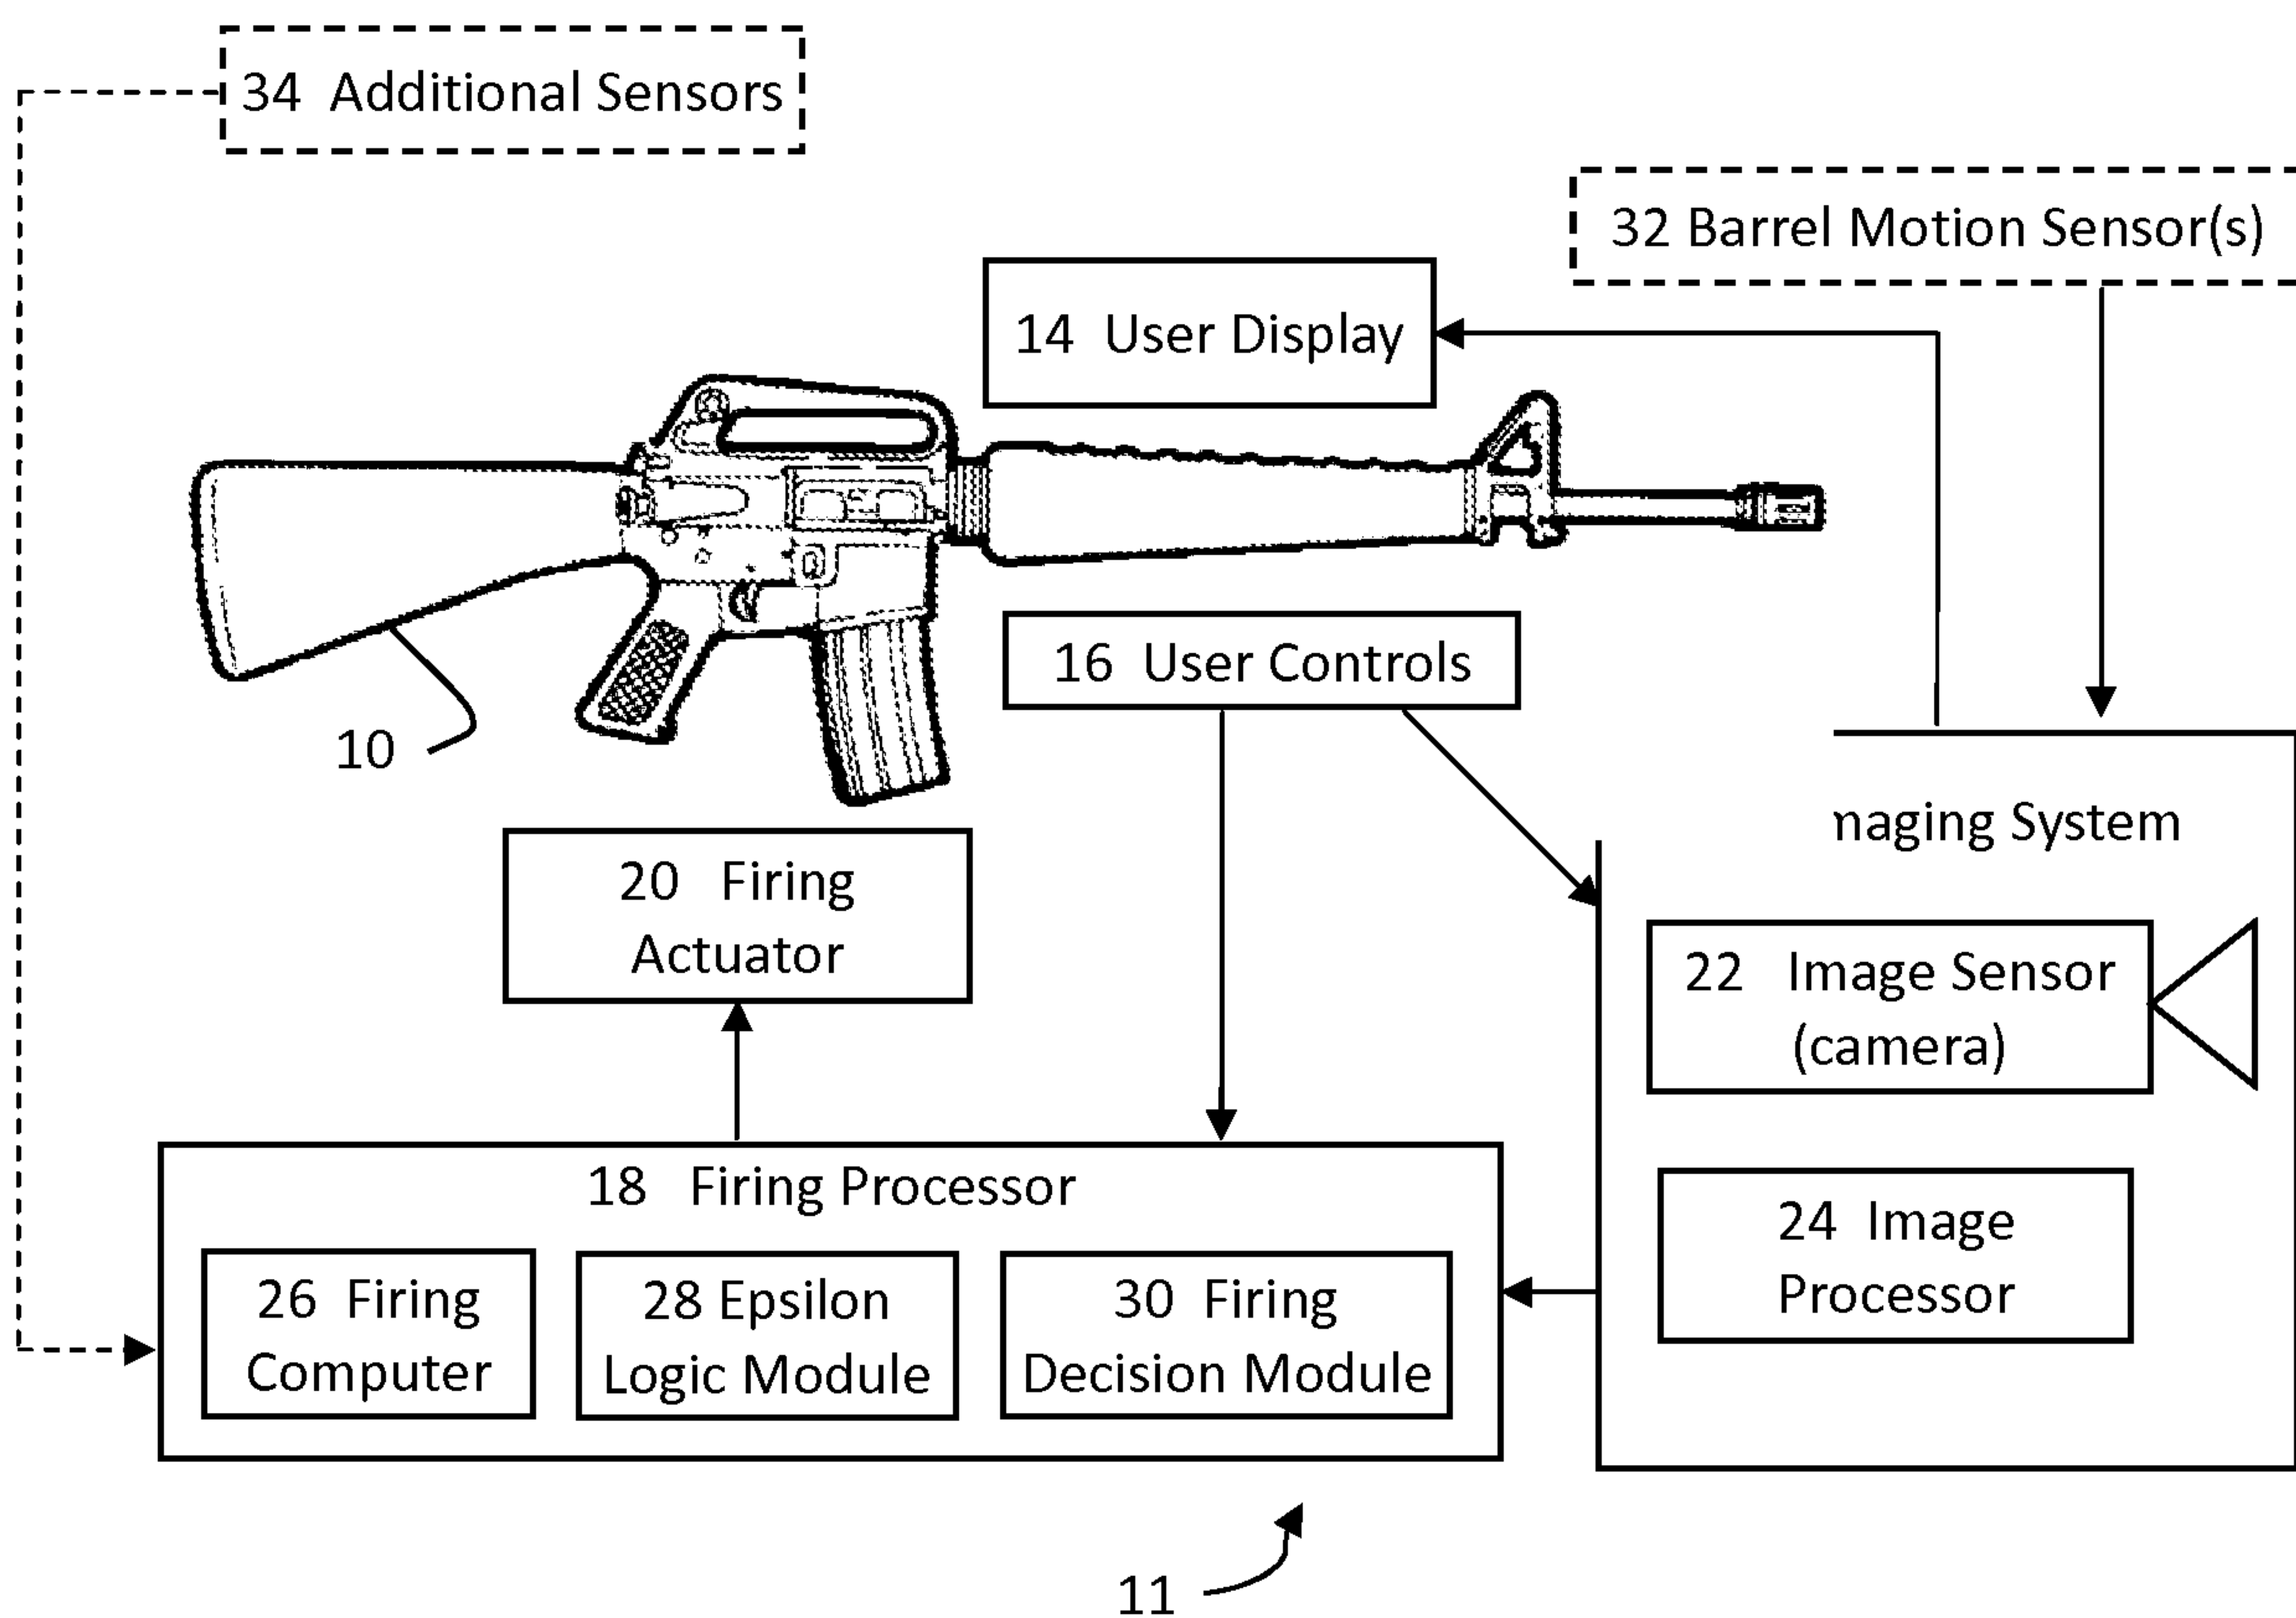 34 Additional Sensors
32 Barrel Motion Sensor(s)
14 User Display
16 User Controls
10
naging System
20 Firing
Actuator
22 Image Sensor
(camera)
18 Firing Processor
24 Image
Processor
26 Firing
Computer
28 Epsilon
Logic Module
30 Firing
Decision Module
11